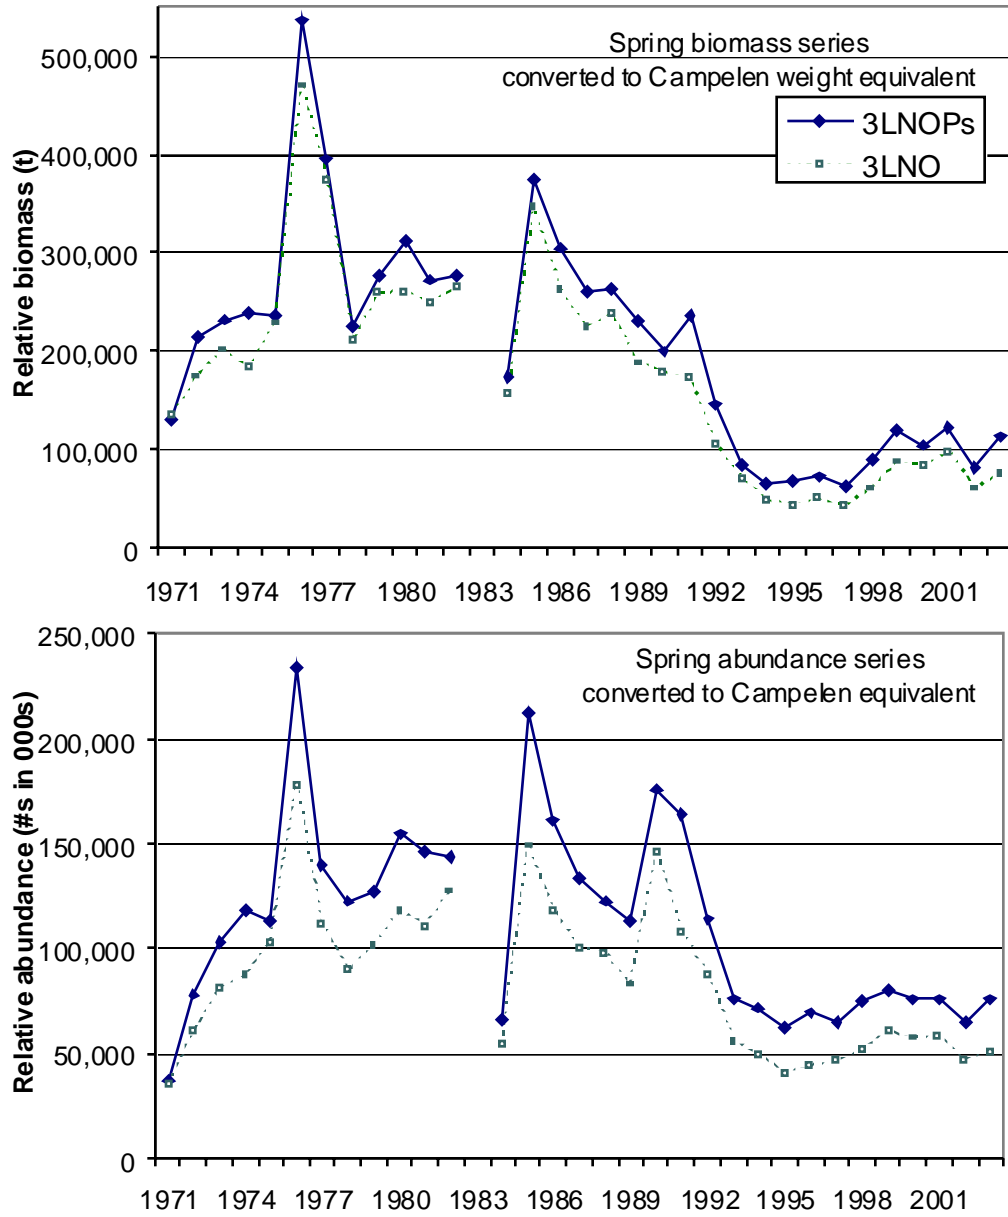 Spring biomass series
converted to Campelen weight equivalent
3LNOPs
3LNO
Relative biomass (t)
500,000
400,000
300,000
200,000
100,000
0
1971 1974 1977 1980 1983 1986 1989 1992 1995 1998 2001
Spring abundance series
converted to Campelen equivalent
Relative abundance (#s in 000s)
250,000
200,000
150,000
100,000
50,000
0
1971 1974 1977 1980 1983 1986 1989 1992 1995 1998 2001